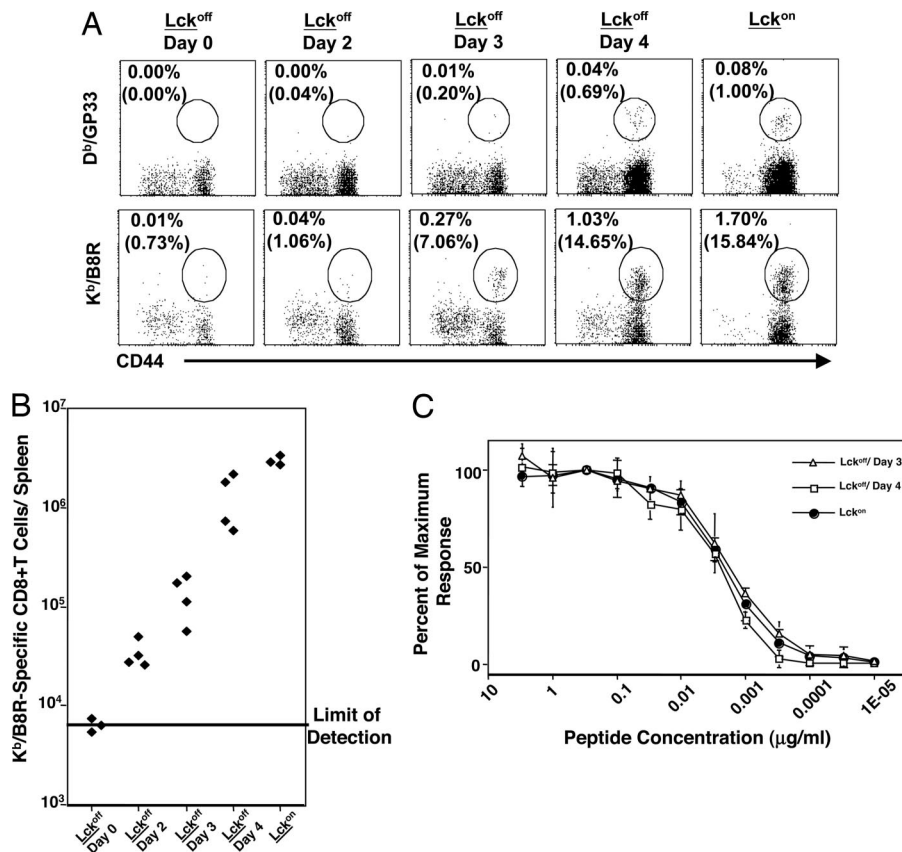 A
Lck^off Day 0
Lck^off Day 2
Lck^off Day 3
Lck^off Day 4
Lck^on
D^b/GP33
0.00% (0.00%)
0.00% (0.04%)
0.01% (0.20%)
0.04% (0.69%)
0.08% (1.00%)
K^b/B8R
0.01% (0.73%)
0.04% (1.06%)
0.27% (7.06%)
1.03% (14.65%)
1.70% (15.84%)
CD44
B
K^b/B8R-Specific CD8+T Cells/ Spleen
10^7
10^6
10^5
10^4
10^3
Limit of
Detection
Lck^off Day 0
Lck^off Day 2
Lck^off Day 3
Lck^off Day 4
Lck^on
C
Percent of Maximum
Response
100
50
0
Lck^off/ Day 3
Lck^off/ Day 4
Lck^on
10
1
0.1
0.01
0.001
0.0001
1E-05
Peptide Concentration (µg/ml)